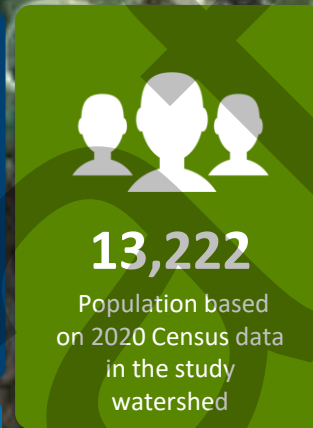 13,222
Population based
on 2020 Census data
in the study
watershed